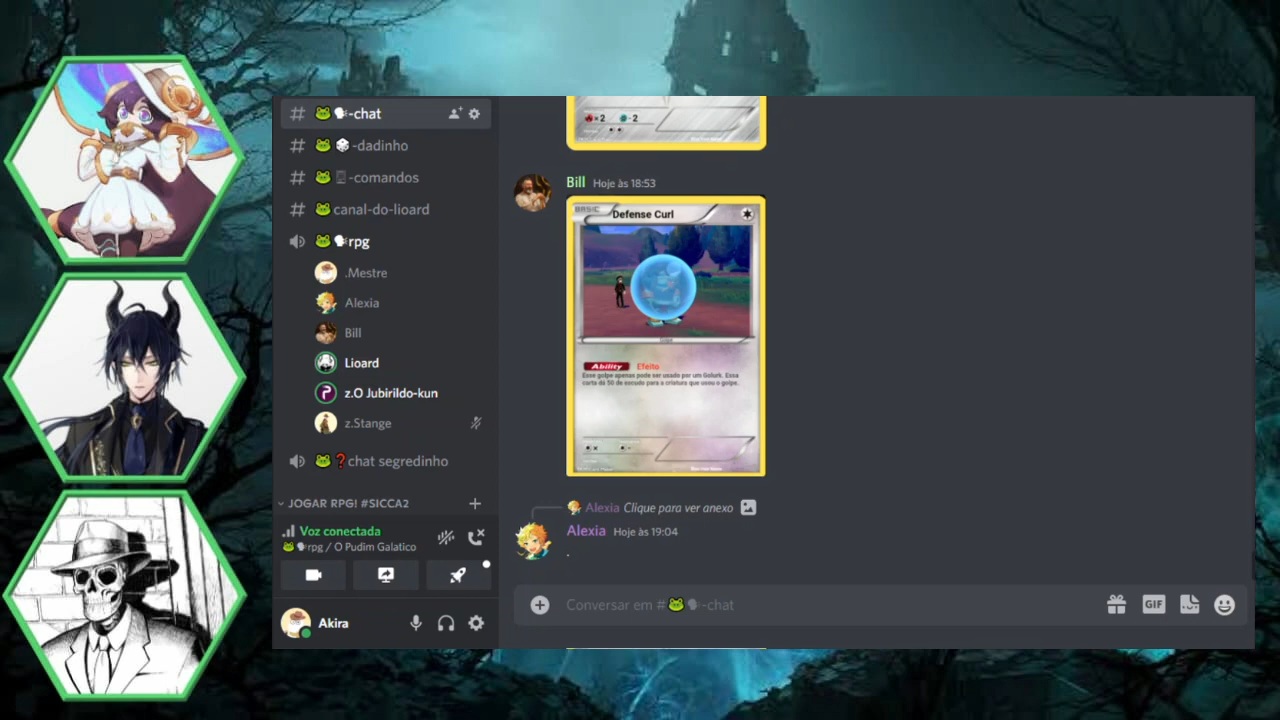 -chat
-dadinho
-comandos
canal-do-lioard
rpg
.Mestre
Alexia
Bill
Lioard
z.O Jubirildo-kun
z.Stange
chat segredinho
JOGAR RPG! #SICCA2
Voz conectada
rpg / O Pudim Galatico
Akira
×2 -2
Bill Hoje às 18:53
BASIC
Defense Curl
Ability Efeito
Esse golpe apenas pode ser usado por um Golurk. Essa
carta dá 50 de escudo para a criatura que usou o golpe.
Alexia Clique para ver anexo
Alexia Hoje às 19:04
.
Conversar em # -chat
GIF